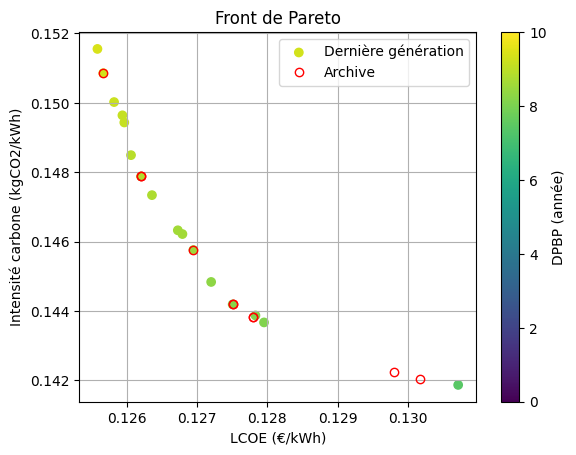 Front de Pareto
Dernière génération
Archive
0.152
0.150
0.148
0.146
0.144
0.142
Intensité carbone (kgCO2/kWh)
0.126
0.127
0.128
0.129
0.130
LCOE (€/kWh)
10
8
6
4
2
0
DPBP (année)